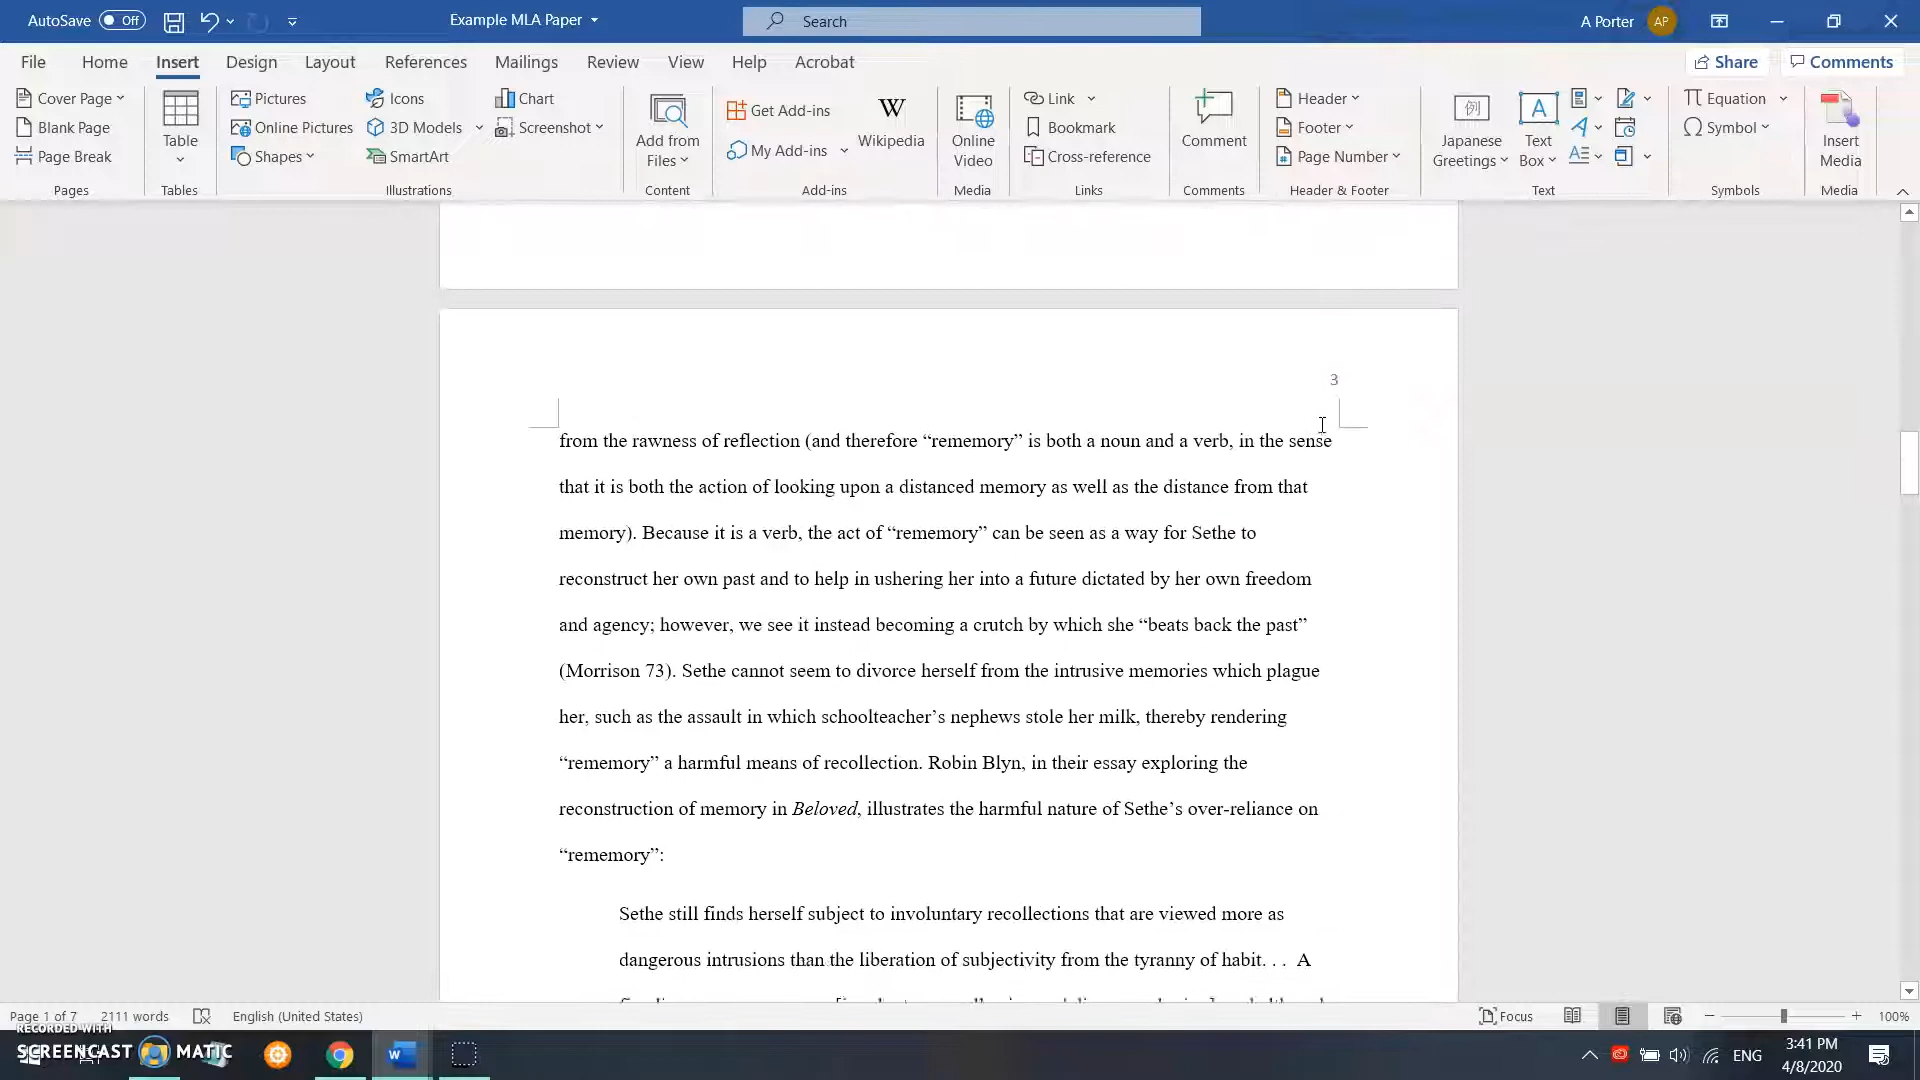 AutoSave Off
Example MLA Paper
Search
A Porter AP
File Home Insert Design Layout References Mailings Review View Help Acrobat
Share Comments
Cover Page
Blank Page
Page Break
Pages
Table
Tables
Pictures
Online Pictures
Shapes
Icons
3D Models
SmartArt
Chart
Screenshot
Illustrations
Add from
Files
Content
Get Add-ins
My Add-ins
W
Wikipedia
Add-ins
Online
Video
Media
Link
Bookmark
Cross-reference
Links
Comment
Comments
Header
Footer
Page Number
Header & Footer
例
Japanese
Greetings
A
Text
Box
Text
Equation
Symbol
Symbols
Insert
Media
Media
3
from the rawness of reflection (and therefore “rememory” is both a noun and a verb, in the sense
that it is both the action of looking upon a distanced memory as well as the distance from that
memory). Because it is a verb, the act of “rememory” can be seen as a way for Sethe to
reconstruct her own past and to help in ushering her into a future dictated by her own freedom
and agency; however, we see it instead becoming a crutch by which she “beats back the past”
(Morrison 73). Sethe cannot seem to divorce herself from the intrusive memories which plague
her, such as the assault in which schoolteacher’s nephews stole her milk, thereby rendering
“rememory” a harmful means of recollection. Robin Blyn, in their essay exploring the
reconstruction of memory in Beloved, illustrates the harmful nature of Sethe’s over-reliance on
“rememory”:
Sethe still finds herself subject to involuntary recollections that are viewed more as
dangerous intrusions than the liberation of subjectivity from the tyranny of habit. . . A
Page 1 of 7 2111 words English (United States)
Focus 100%
RECORDED WITH
SCREENCAST MATIC
W
ENG
3:41 PM
4/8/2020